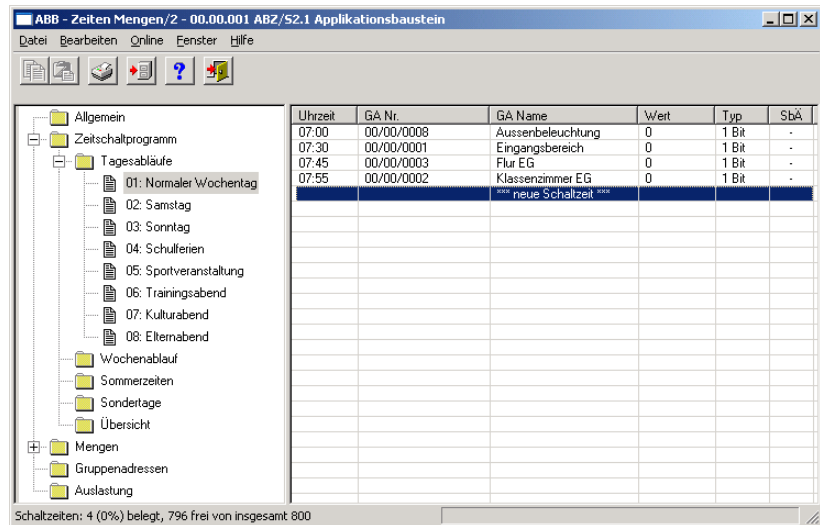 ABB - Zeiten Mengen/2 - 00.00.001 ABZ/S2.1 Applikationsbaustein
Datei Bearbeiten Online Fenster Hilfe
Allgemein
Zeitschaltprogramm
Tagesabläufe
01: Normaler Wochentag
02: Samstag
03: Sonntag
04: Schulferien
05: Sportveranstaltung
06: Trainingsabend
07: Kulturabend
08: Elternabend
Wochenablauf
Sommerzeiten
Sondertage
Übersicht
Mengen
Gruppenadressen
Auslastung
Uhrzeit GA Nr. GA Name Wert Typ SbÄ
07:00 00/00/0008 Aussenbeleuchtung 0 1 Bit -
07:30 00/00/0001 Eingangsbereich 0 1 Bit -
07:45 00/00/0003 Flur EG 0 1 Bit -
07:55 00/00/0002 Klassenzimmer EG 0 1 Bit -
*** neue Schaltzeit ***
Schaltzeiten: 4 (0%) belegt, 796 frei von insgesamt 800